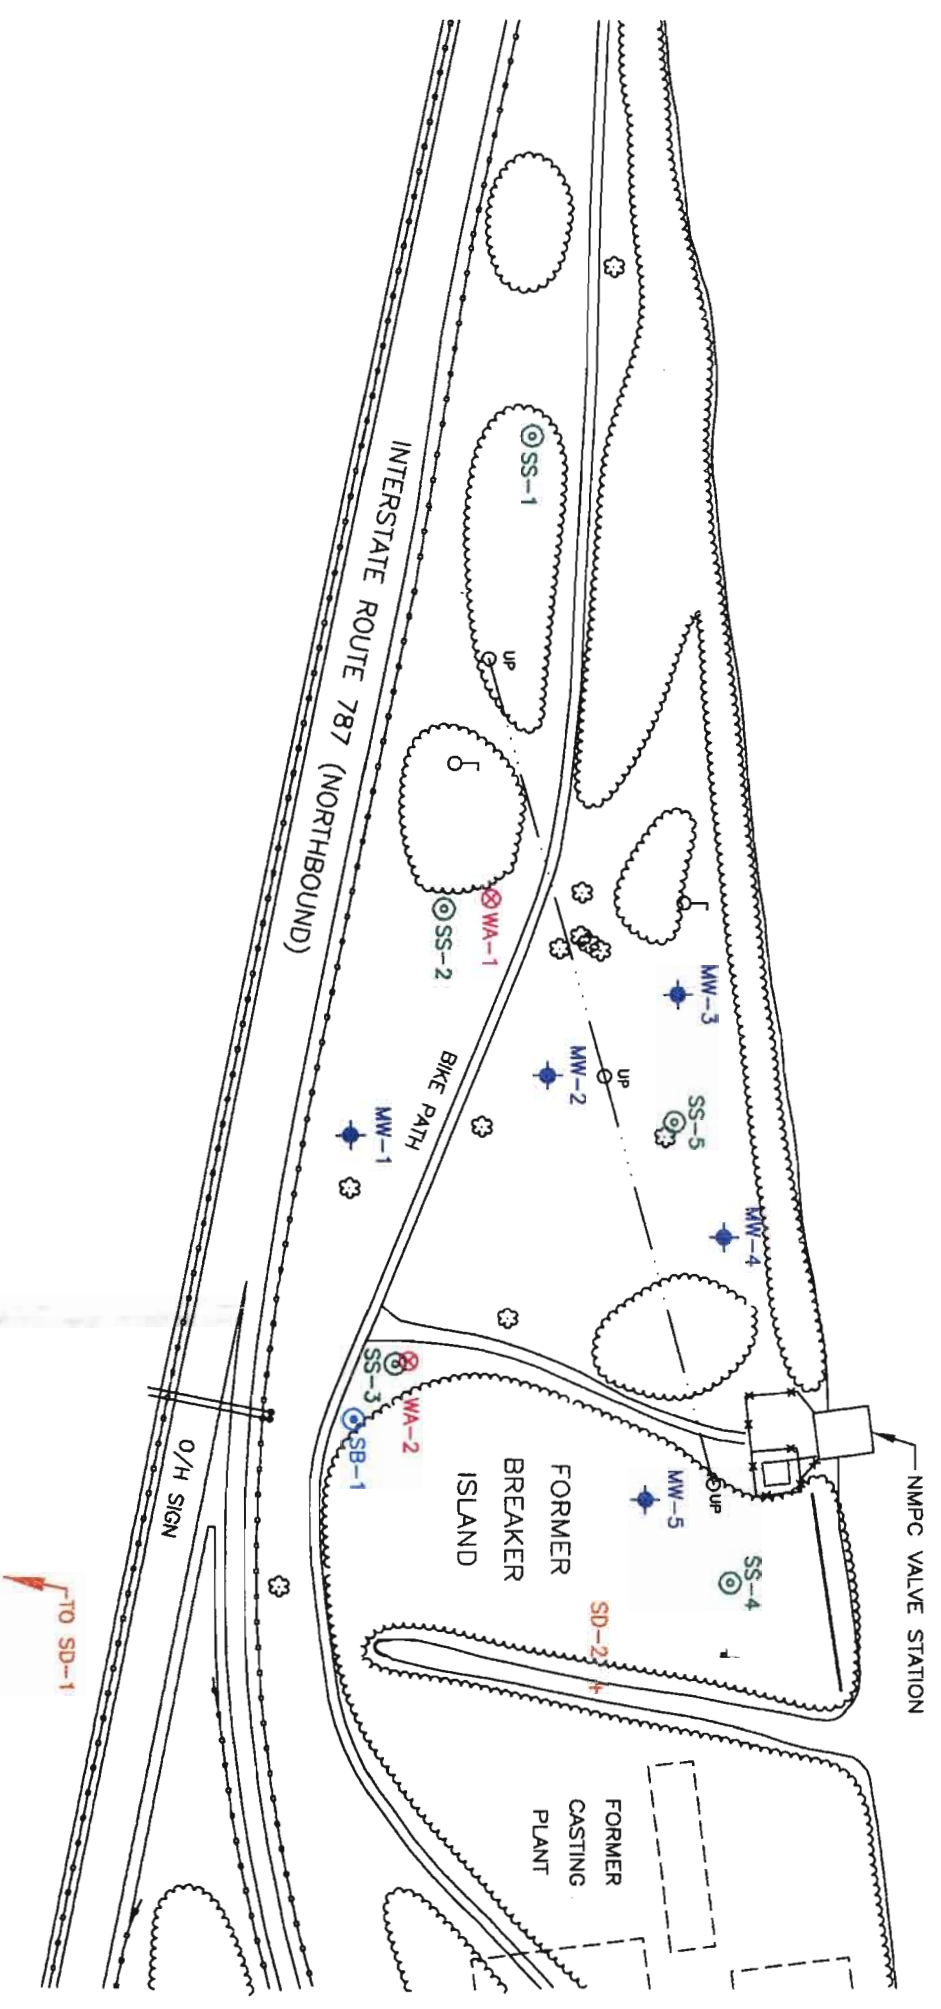 SS-1
UP
INTERSTATE ROUTE 787 (NORTHBOUND)
WA-1
SS-2
MW-3
MW-2
UP
SS-5
MW-1
BIKE PATH
MW-4
SS-3
WA-2
SB-1
NMPC VALVE STATION
UP
MW-5
FORMER
BREAKER
ISLAND
SS-4
O/H SIGN
SD-2
TO SD-1
FORMER
CASTING
PLANT